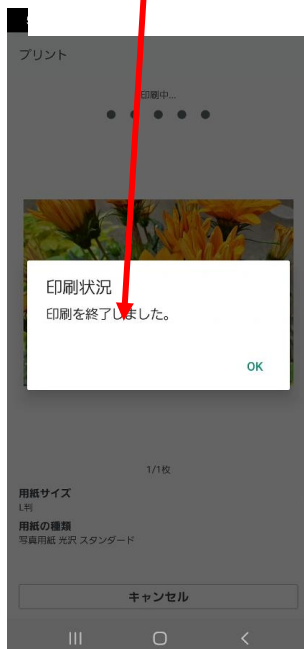 プリント
印刷中...
印刷状況
印刷を終了しました。
OK
1/1枚
用紙サイズ
L判
用紙の種類
写真用紙 光沢 スタンダード
キャンセル